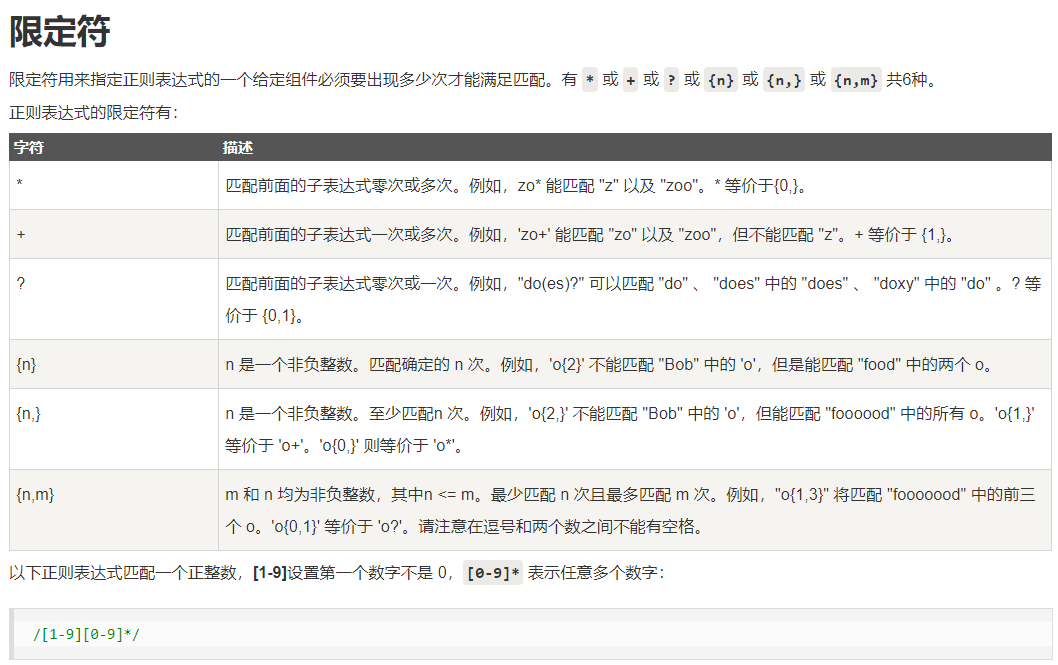 限定符
限定符用来指定正则表达式的一个给定组件必须要出现多少次才能满足匹配。有 * 或 + 或 ? 或 {n} 或 {n,} 或 {n,m} 共6种。
正则表达式的限定符有：
字符 描述
* 匹配前面的子表达式零次或多次。例如，zo* 能匹配 "z" 以及 "zoo"。* 等价于{0,}。
+ 匹配前面的子表达式一次或多次。例如，'zo+' 能匹配 "zo" 以及 "zoo"，但不能匹配 "z"。+ 等价于 {1,}。
? 匹配前面的子表达式零次或一次。例如，"do(es)?" 可以匹配 "do" 、 "does" 中的 "does" 、 "doxy" 中的 "do" 。? 等
价于 {0,1}。
{n} n 是一个非负整数。匹配确定的 n 次。例如，'o{2}' 不能匹配 "Bob" 中的 'o'，但是能匹配 "food" 中的两个 o。
{n,} n 是一个非负整数。至少匹配n 次。例如，'o{2,}' 不能匹配 "Bob" 中的 'o'，但能匹配 "foooood" 中的所有 o。'o{1,}'
等价于 'o+'。'o{0,}' 则等价于 'o*'。
{n,m} m 和 n 均为非负整数，其中n <= m。最少匹配 n 次且最多匹配 m 次。例如，"o{1,3}" 将匹配 "fooooood" 中的前三
个 o。'o{0,1}' 等价于 'o?'。请注意在逗号和两个数之间不能有空格。
以下正则表达式匹配一个正整数，[1-9]设置第一个数字不是 0，[0-9]* 表示任意多个数字：
/[1-9][0-9]*/